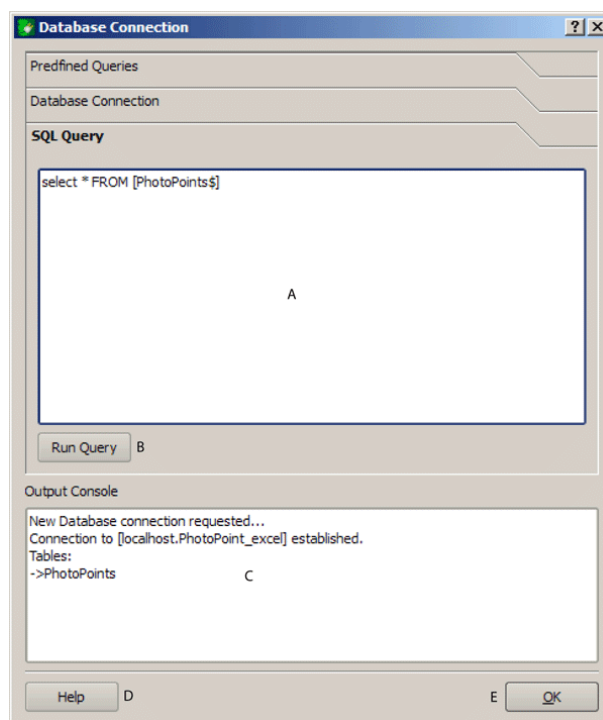 Database Connection
Predfined Queries
Database Connection
SQL Query
select * FROM [PhotoPoints$]
A
Run Query B
Output Console
New Database connection requested...
Connection to [localhost.PhotoPoint_excel] established.
Tables:
->PhotoPoints
C
Help D E OK